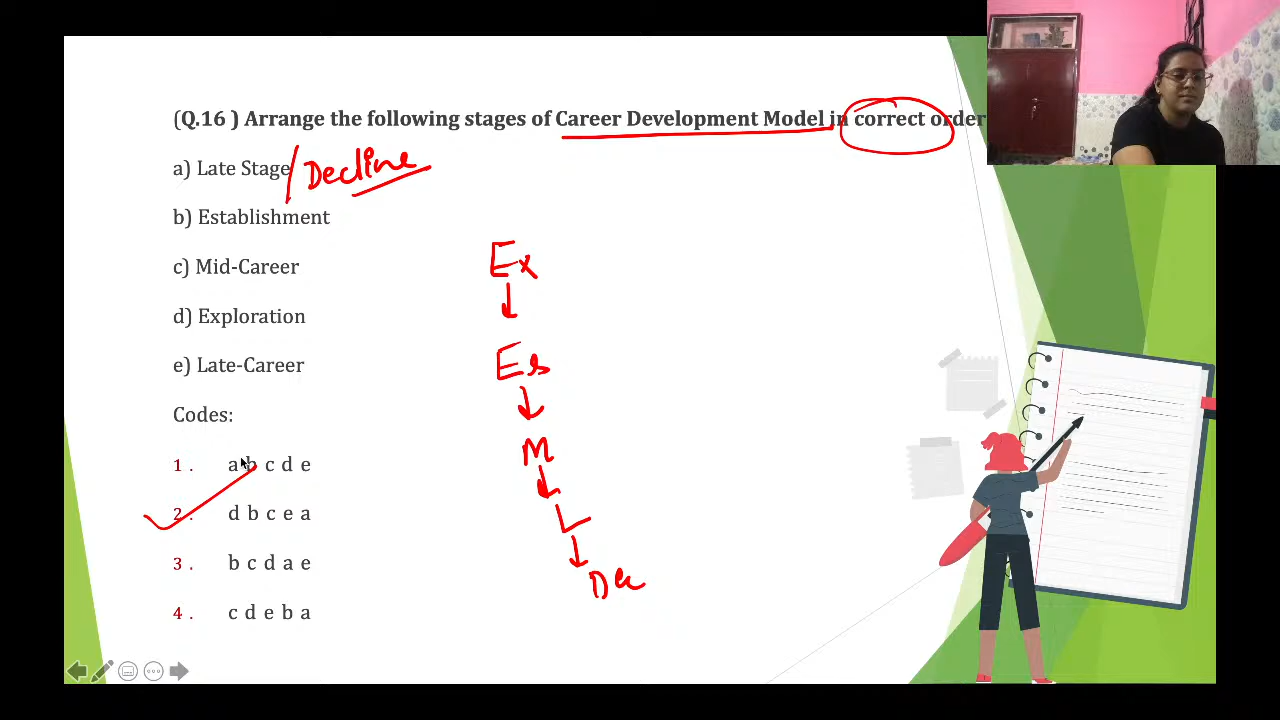 (Q.16 ) Arrange the following stages of Career Development Model in correct order
a) Late Stage / Decline
b) Establishment
c) Mid-Career
d) Exploration
e) Late-Career
Codes:
1. a b c d e
2. d b c e a
3. b c d a e
4. c d e b a
Ex
Es
M
L
Dec